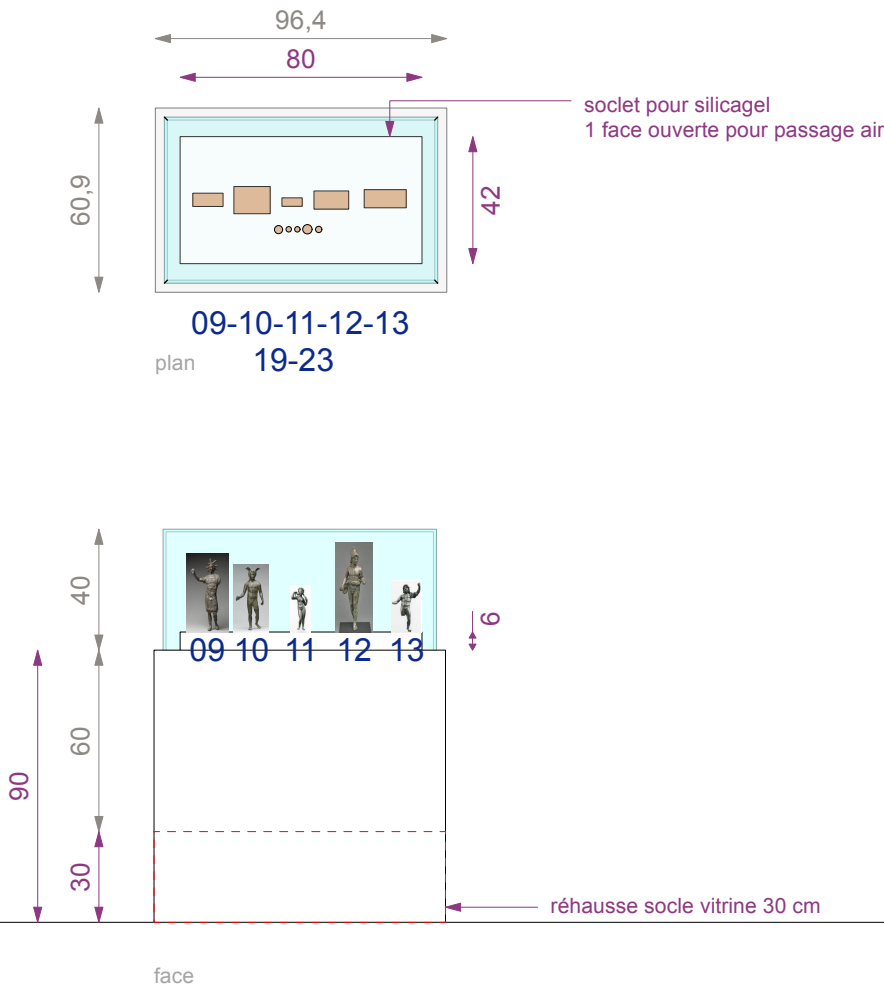 96,4
80
soclet pour silicagel
1 face ouverte pour passage air
60,9
42
09-10-11-12-13
plan
19-23
40
6
09 10 11 12 13
60
90
30
réhausse socle vitrine 30 cm
face